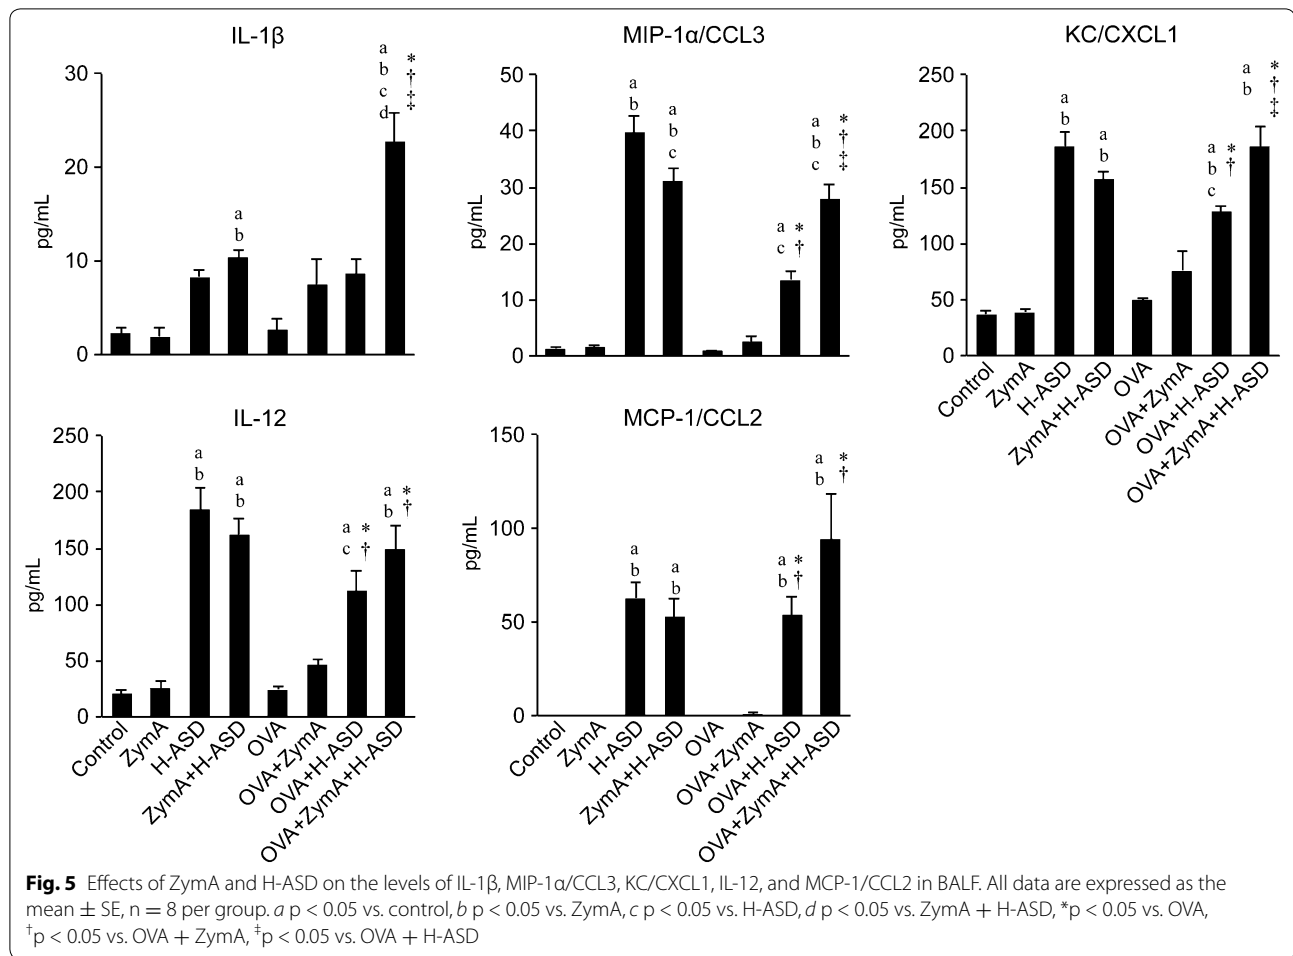 IL-1β
pg/mL
30
20
10
0
a
b
a
b
c
d
*
†
‡
MIP-1α/CCL3
pg/mL
50
40
30
20
10
0
a
b
a
b
c
a
c
*
†
a
b
c
*
†
‡
KC/CXCL1
pg/mL
250
200
150
100
50
0
a
b
a
b
a
b
c
*
†
a
b
*
†
‡
Control
ZymA
H-ASD
ZymA+H-ASD
OVA
OVA+ZymA
OVA+H-ASD
OVA+ZymA+H-ASD
IL-12
pg/mL
250
200
150
100
50
0
a
b
a
b
a
c
*
†
a
b
*
†
Control
ZymA
H-ASD
ZymA+H-ASD
OVA
OVA+ZymA
OVA+H-ASD
OVA+ZymA+H-ASD
MCP-1/CCL2
pg/mL
150
100
50
0
a
b
a
b
a
b
*
†
a
b
*
†
Control
ZymA
H-ASD
ZymA+H-ASD
OVA
OVA+ZymA
OVA+H-ASD
OVA+ZymA+H-ASD
Fig. 5 Effects of ZymA and H-ASD on the levels of IL-1β, MIP-1α/CCL3, KC/CXCL1, IL-12, and MCP-1/CCL2 in BALF. All data are expressed as the
mean ± SE, n = 8 per group. a p < 0.05 vs. control, b p < 0.05 vs. ZymA, c p < 0.05 vs. H-ASD, d p < 0.05 vs. ZymA + H-ASD, *p < 0.05 vs. OVA,
†p < 0.05 vs. OVA + ZymA, ‡p < 0.05 vs. OVA + H-ASD